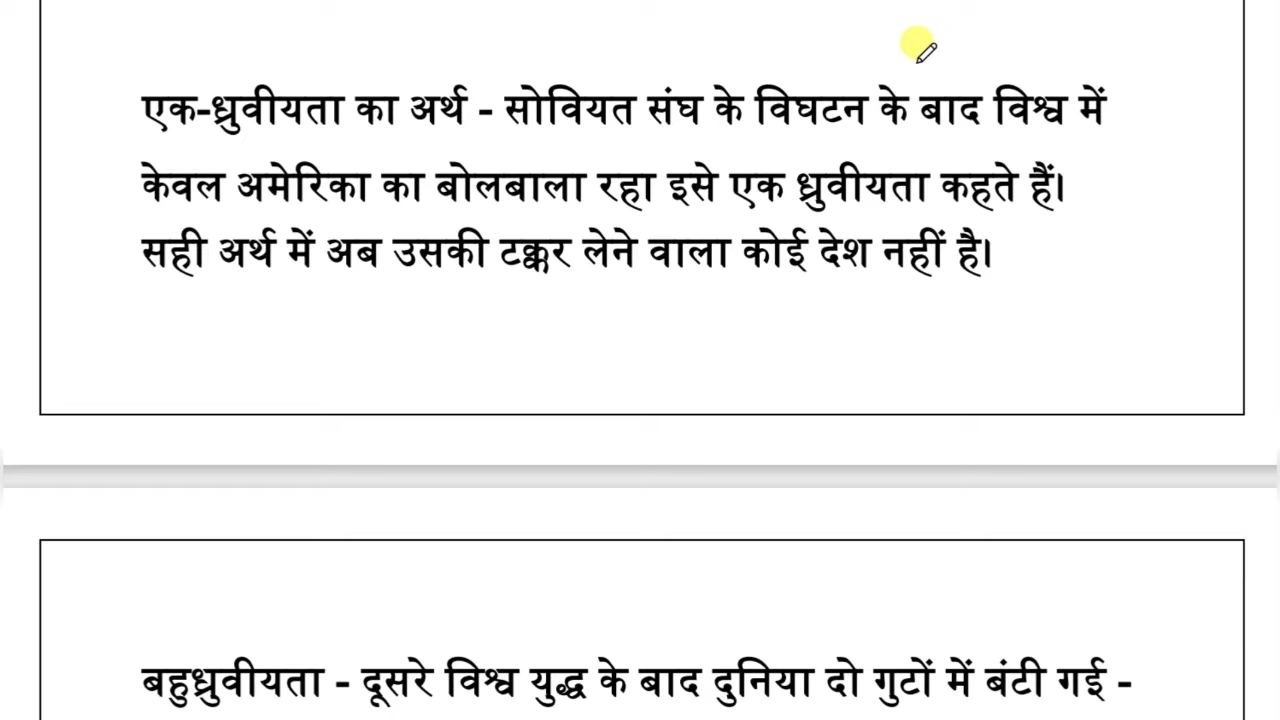 एक-ध्रुवीयता का अर्थ - सोवियत संघ के विघटन के बाद विश्व में
केवल अमेरिका का बोलबाला रहा इसे एक ध्रुवीयता कहते हैं।
सही अर्थ में अब उसकी टक्कर लेने वाला कोई देश नहीं है।
बहुध्रुवीयता - दूसरे विश्व युद्ध के बाद दुनिया दो गुटों में बंटी गई -